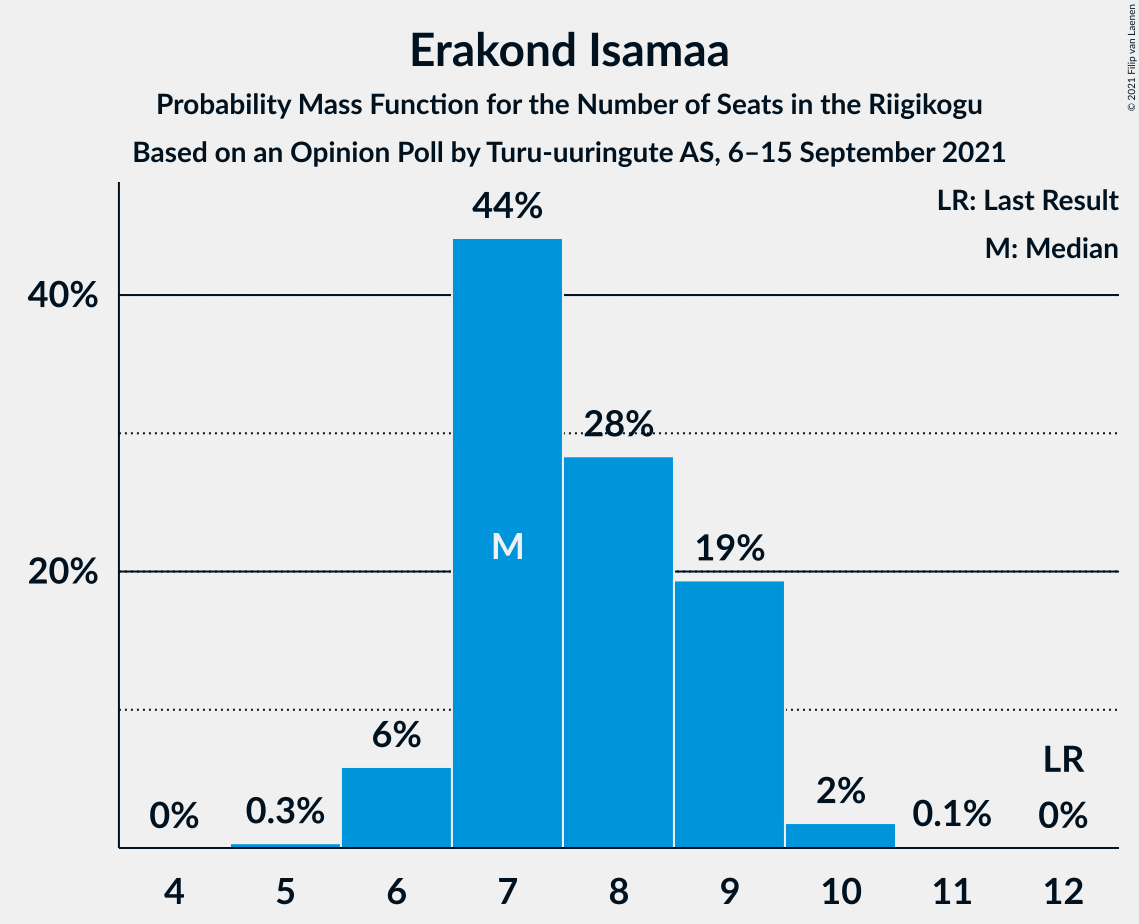 Erakond Isamaa
Probability Mass Function for the Number of Seats in the Riigikogu
Based on an Opinion Poll by Turu-uuringute AS, 6–15 September 2021
© 2021 Filip van Laenen
LR: Last Result
M: Median
44%
40%
28%
M
19%
20%
6%
LR
2%
0%
0.3%
0.1%
0%
4 5 6 7 8 9 10 11 12